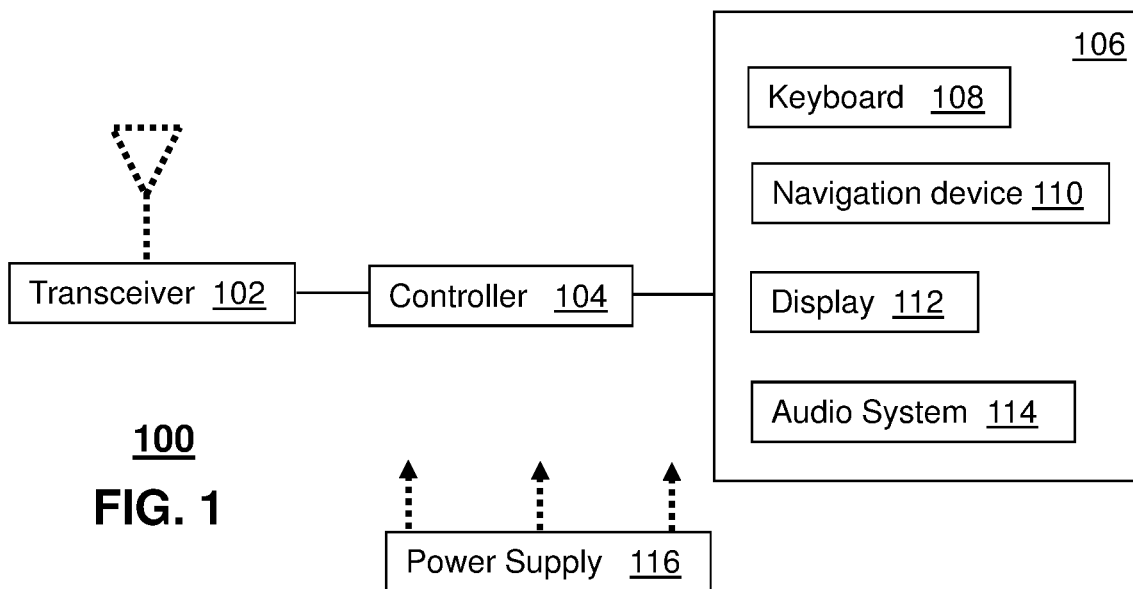 106
Keyboard 108
Navigation device 110
Transceiver 102
Controller 104
Display 112
Audio System 114
100
FIG. 1
Power Supply 116